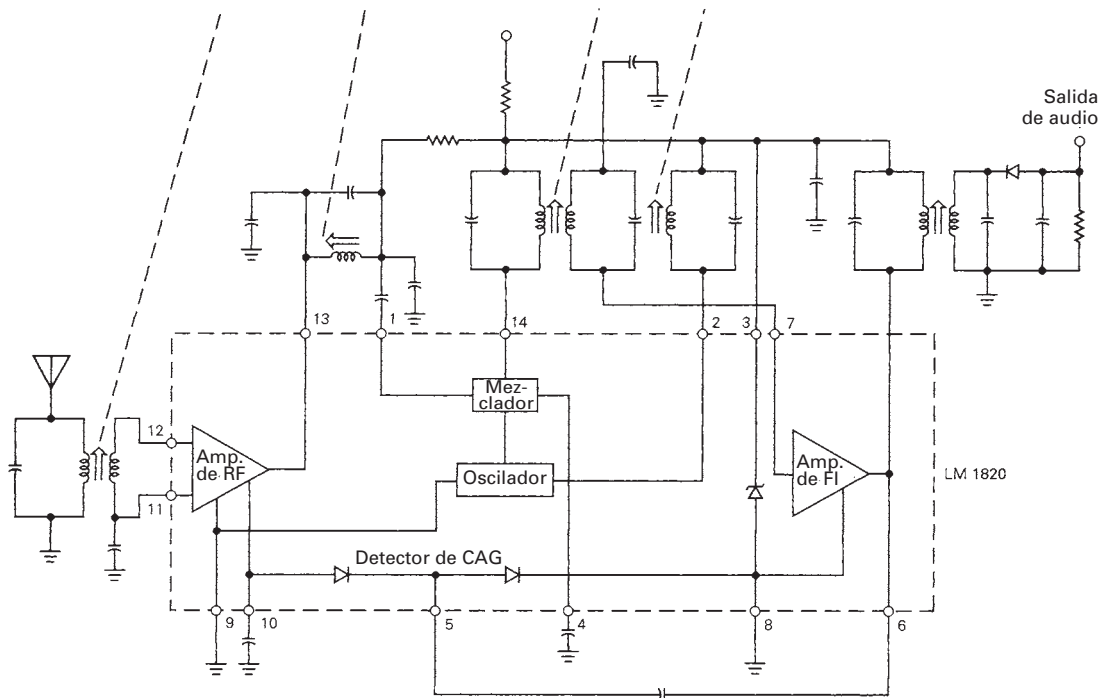 Salida
de audio
13
1
14
2
3
7
Mez-
clador
12
Amp.
de RF
Oscilador
Amp.
de FI
LM 1820
11
Detector de CAG
9
10
5
4
8
6